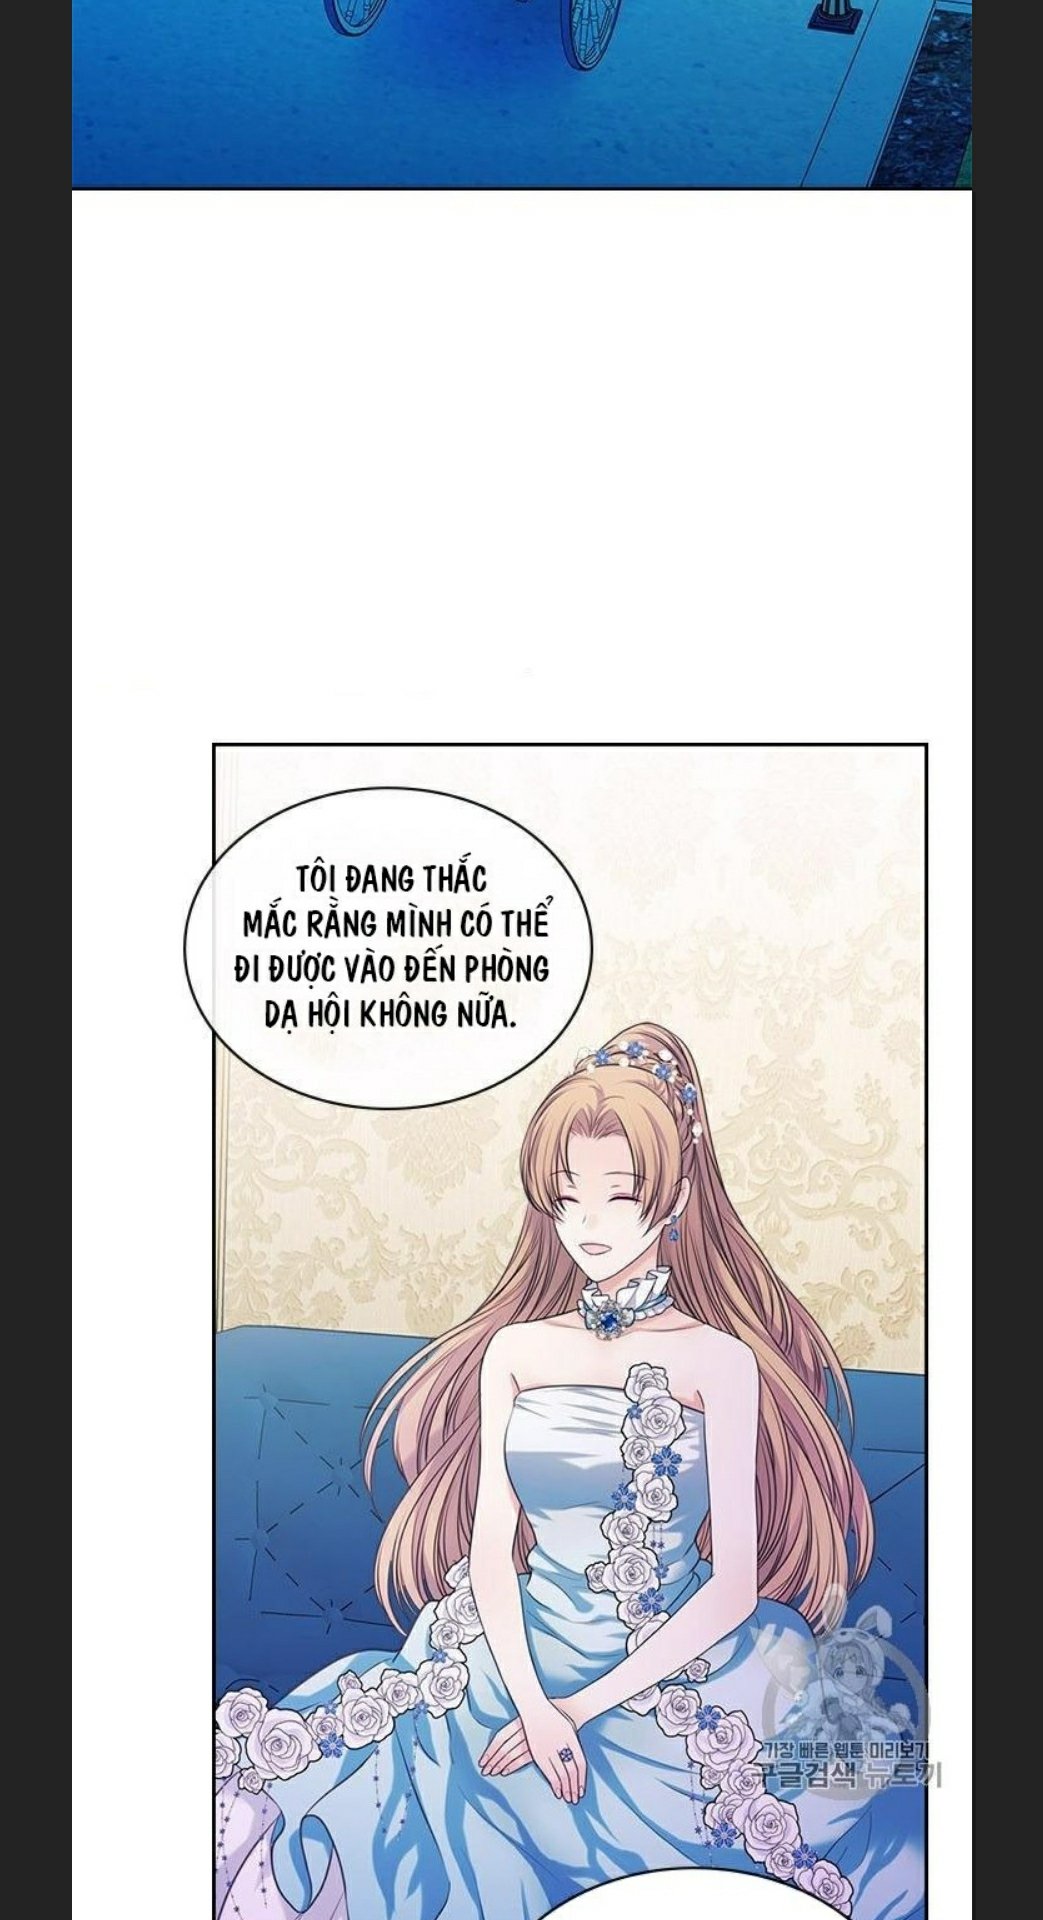 TÔI ĐANG THẮC
MẮC RẰNG MÌNH CÓ THỂ
ĐI ĐƯỢC VÀO ĐẾN PHÒNG
DẠ HỘI KHÔNG NỮA.
가장 빠른 웹툰 미리보기
구글검색 뉴토끼